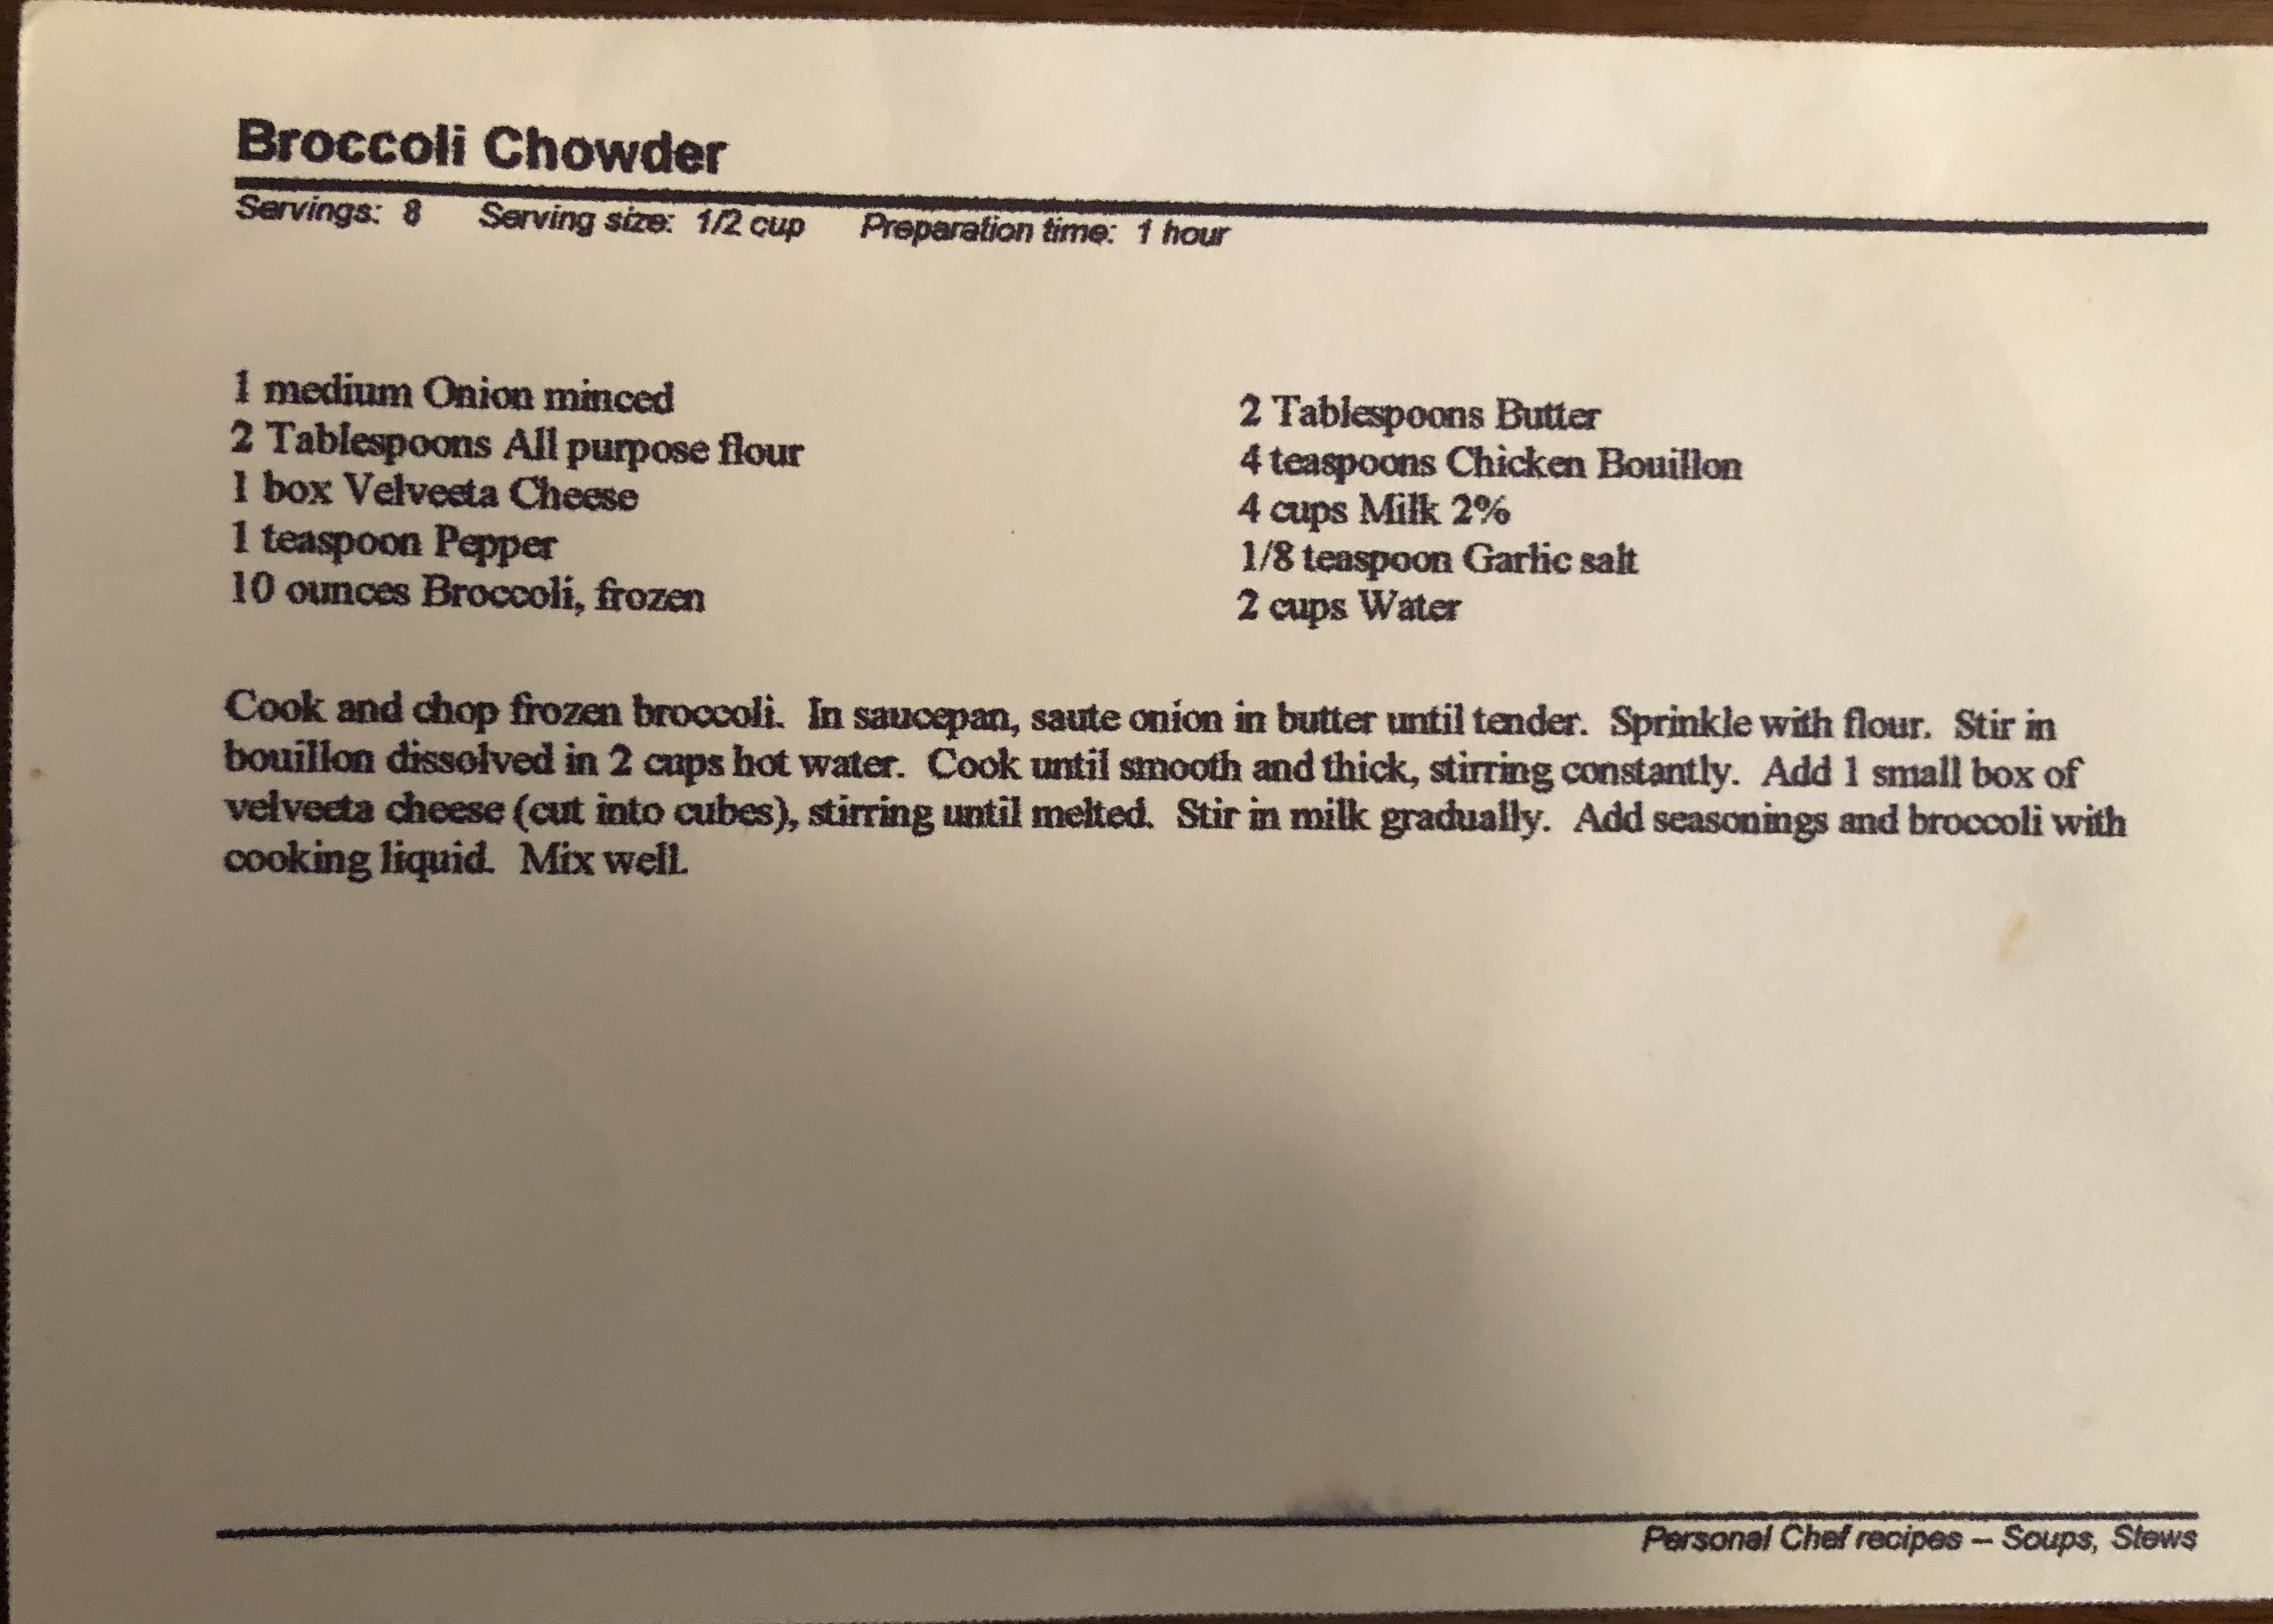 Broccoli Chowder
Servings: 8 Serving size: 1/2 cup Preparation time: 1 hour
1 medium Onion minced
2 Tablespoons All purpose flour
1 box Velveeta Cheese
1 teaspoon Pepper
10 ounces Broccoli, frozen
2 Tablespoons Butter
4 teaspoons Chicken Bouillon
4 cups Milk 2%
1/8 teaspoon Garlic salt
2 cups Water
Cook and chop frozen broccoli. In saucepan, saute onion in butter until tender. Sprinkle with flour. Stir in
bouillon dissolved in 2 cups hot water. Cook until smooth and thick, stirring constantly. Add 1 small box of
velveeta cheese (cut into cubes), stirring until melted. Stir in milk gradually. Add seasonings and broccoli with
cooking liquid. Mix well.
Personal Chef recipes – Soups, Stews